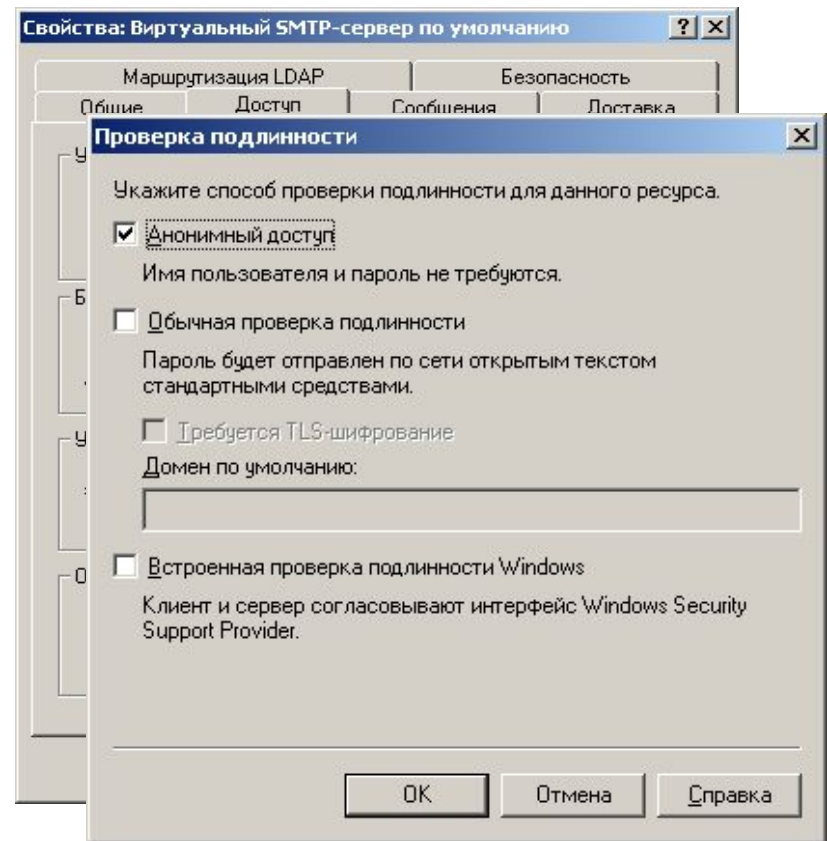 Свойства: Виртуальный SMTP-сервер по умолчанию
Маршрутизация LDAP
Безопасность
Общие
Доступ
Сообщения
Доставка
Проверка подлинности
Укажите способ проверки подлинности для данного ресурса.
Анонимный доступ
Имя пользователя и пароль не требуются.
Обычная проверка подлинности
Пароль будет отправлен по сети открытым текстом
стандартными средствами.
Требуется TLS-шифрование
Домен по умолчанию:
Встроенная проверка подлинности Windows
Клиент и сервер согласовывают интерфейс Windows Security
Support Provider.
OK
Отмена
Справка